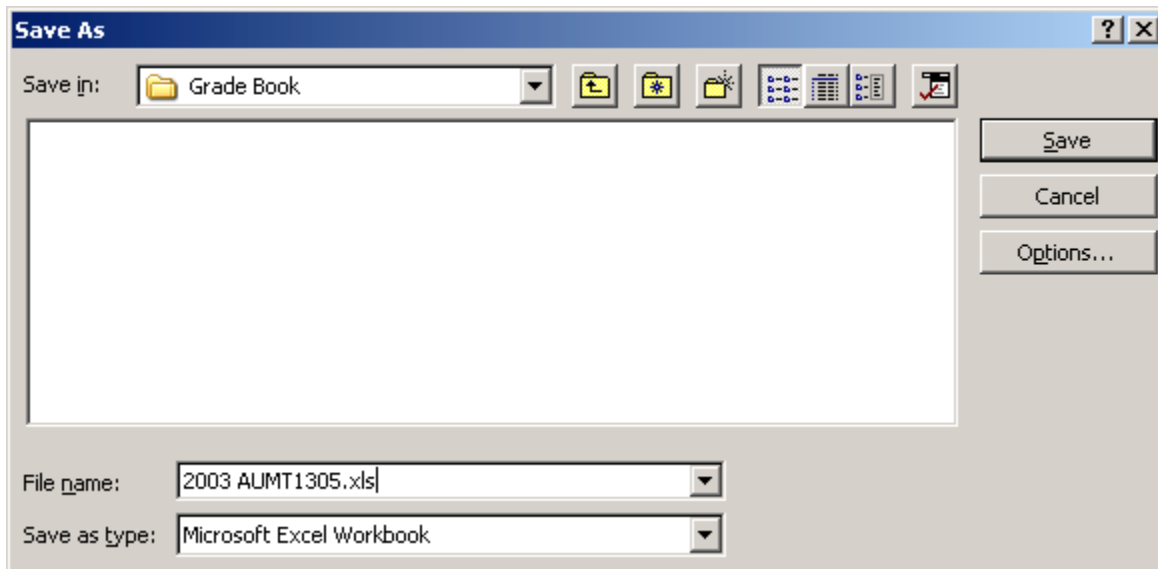 Save As
Save in: Grade Book
Save
Cancel
Options...
File name: 2003 AUMT1305.xls
Save as type: Microsoft Excel Workbook